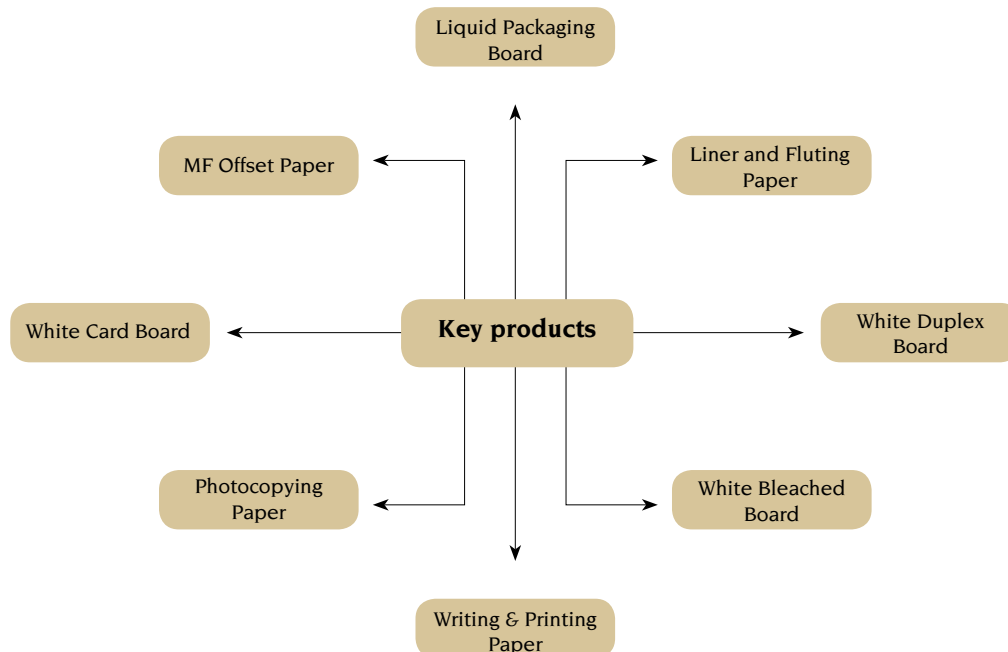 Liquid Packaging
Board
MF Offset Paper
Liner and Fluting
Paper
White Card Board
Key products
White Duplex
Board
Photocopying
Paper
White Bleached
Board
Writing & Printing
Paper